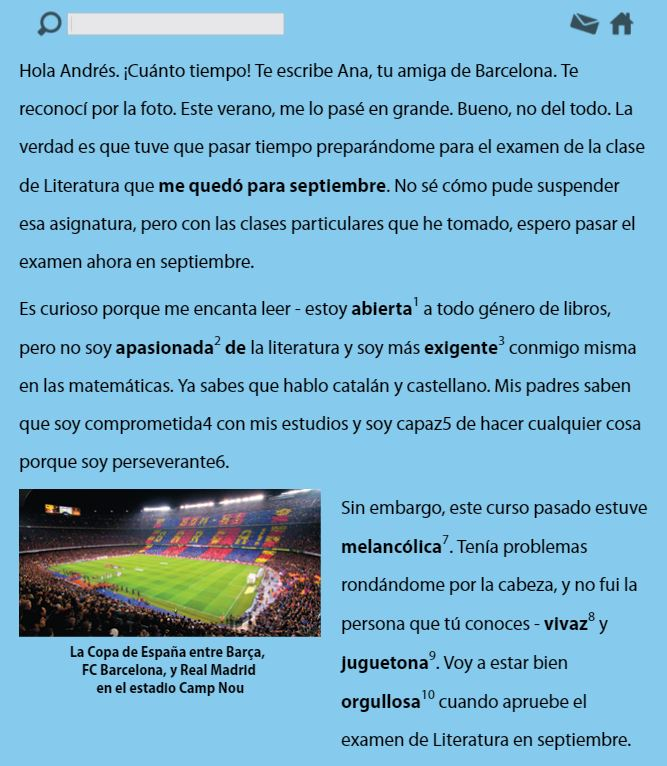 Hola Andrés. ¡Cuánto tiempo! Te escribe Ana, tu amiga de Barcelona. Te
reconocí por la foto. Este verano, me lo pasé en grande. Bueno, no del todo. La
verdad es que tuve que pasar tiempo preparándome para el examen de la clase
de Literatura que me quedó para septiembre. No sé cómo pude suspender
esa asignatura, pero con las clases particulares que he tomado, espero pasar el
examen ahora en septiembre.
Es curioso porque me encanta leer - estoy abierta1 a todo género de libros,
pero no soy apasionada2 de la literatura y soy más exigente3 conmigo misma
en las matemáticas. Ya sabes que hablo catalán y castellano. Mis padres saben
que soy comprometida4 con mis estudios y soy capaz5 de hacer cualquier cosa
porque soy perseverante6.
Sin embargo, este curso pasado estuve
melancólica7. Tenía problemas
rondándome por la cabeza, y no fui la
persona que tú conoces - vivaz8 y
juguetona9. Voy a estar bien
orgullosa10 cuando apruebe el
examen de Literatura en septiembre.
La Copa de España entre Barça,
FC Barcelona, y Real Madrid
en el estadio Camp Nou